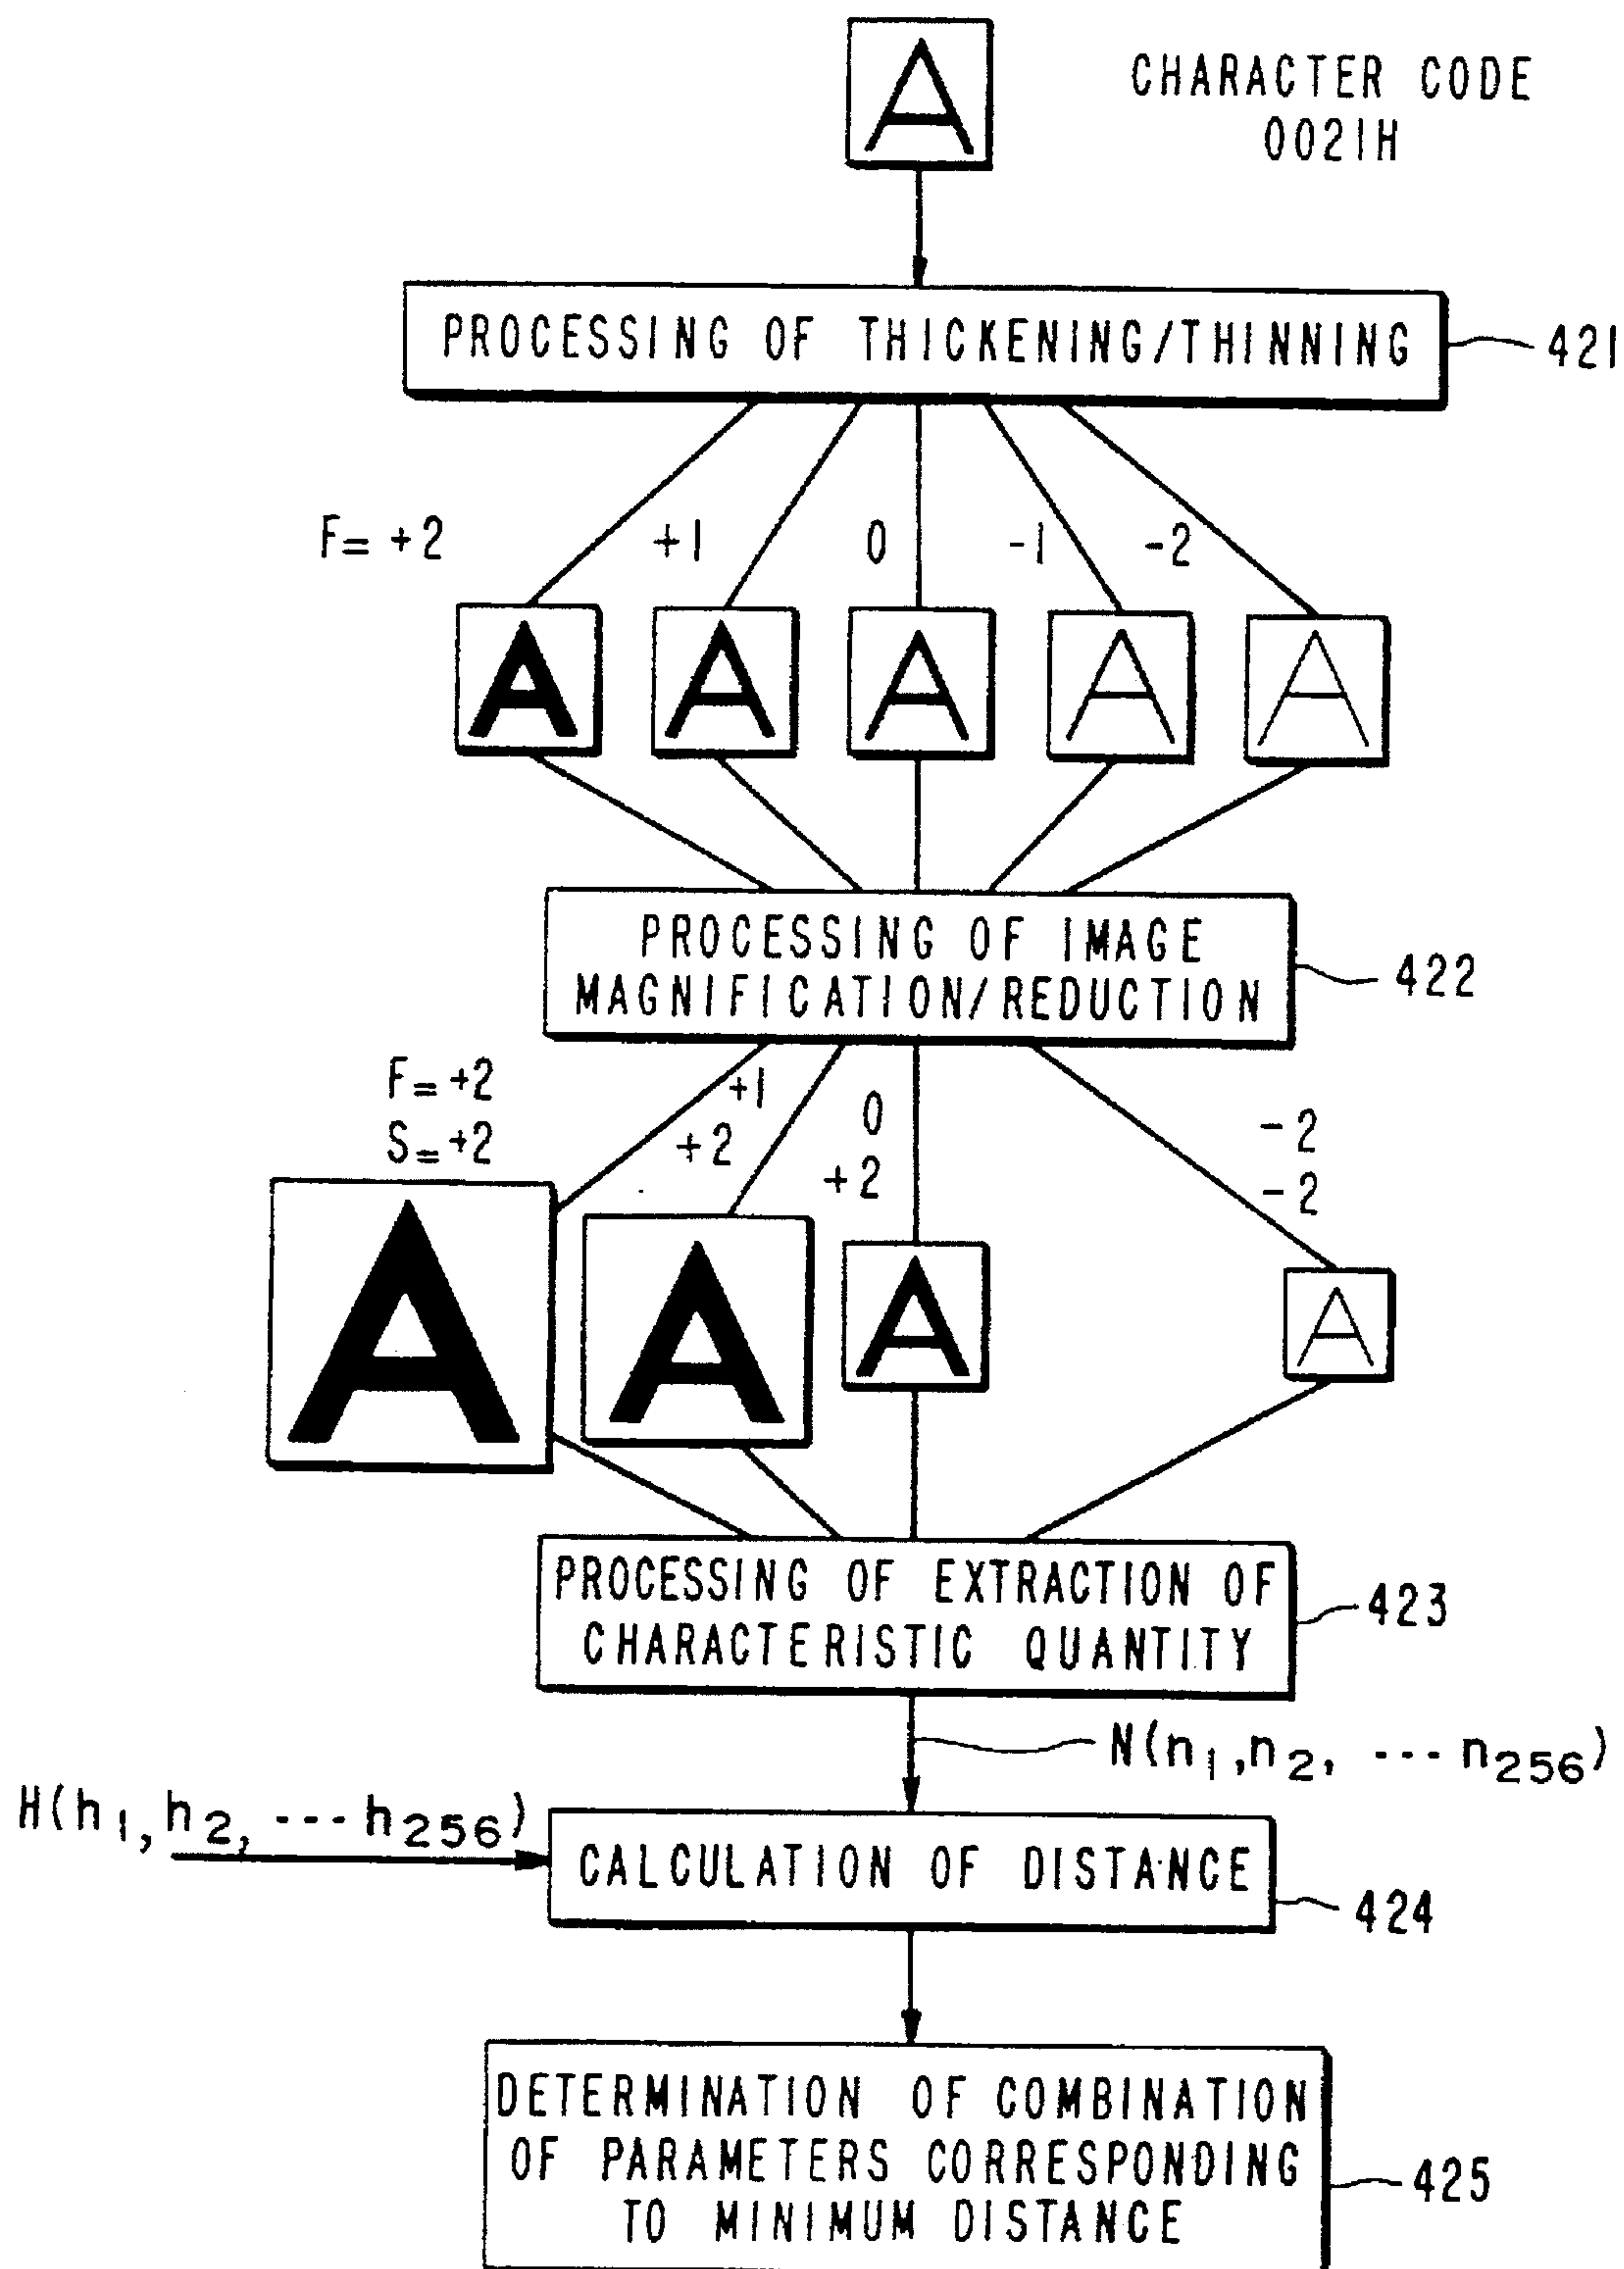 A
CHARACTER CODE
0021H
PROCESSING OF THICKENING/THINNING
421
F= +2 +1 0 -1 -2
A A A A A
PROCESSING OF IMAGE
MAGNIFICATION/REDUCTION
422
F= +2 +1 0 -2
S= +2 +2 +2 -2
A A A A
PROCESSING OF EXTRACTION OF
CHARACTERISTIC QUANTITY
423
N(n₁,n₂, ---n₂₅₆)
H(h₁,h₂, ---h₂₅₆)
CALCULATION OF DISTANCE
424
DETERMINATION OF COMBINATION
OF PARAMETERS CORRESPONDING
TO MINIMUM DISTANCE
425